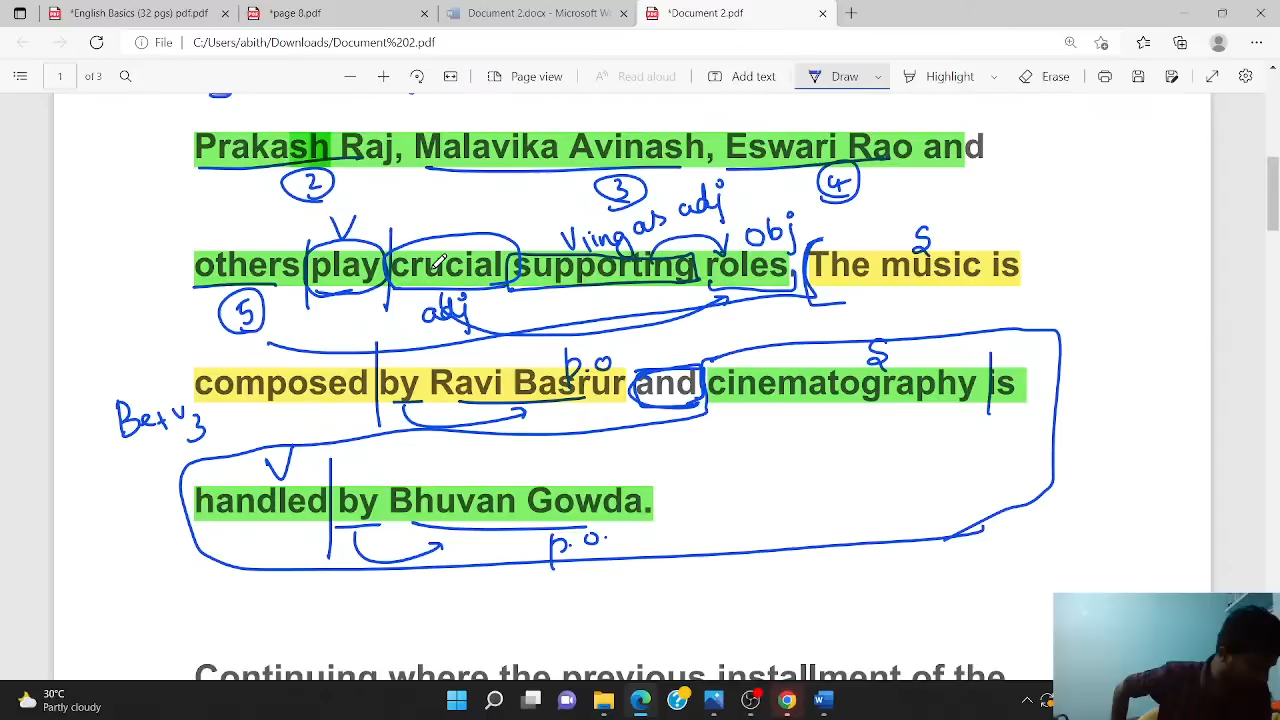 *English Basics (32 pgs) pdf.pdf
*page 8.pdf
Document 2.docx - Microsoft W
*Document 2.pdf
File C:/Users/abith/Downloads/Document%202.pdf
1 of 3 Page view Read aloud Add text Draw Highlight Erase
Prakash Raj, Malavika Avinash, Eswari Rao and
2 3 4
V Ving as adj obj S
others play crucial supporting roles. The music is
5 adj
p.o S
composed by Ravi Basrur and cinematography is
Be+V3
V
handled by Bhuvan Gowda.
p.o.
Continuing where the previous installment of the
30°C
Partly cloudy